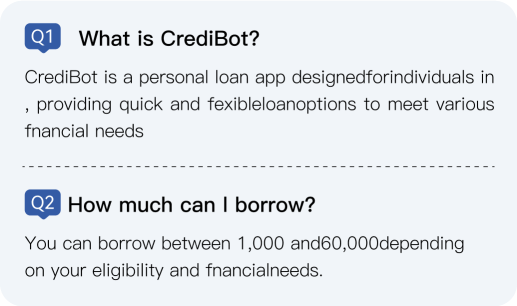 Q1 What is CrediBot?
CrediBot is a personal loan app designedforindividuals in
, providing quick and fexibleloanoptions to meet various
fnancial needs
Q2 How much can I borrow?
You can borrow between 1,000 and60,000depending
on your eligibility and fnancialneeds.